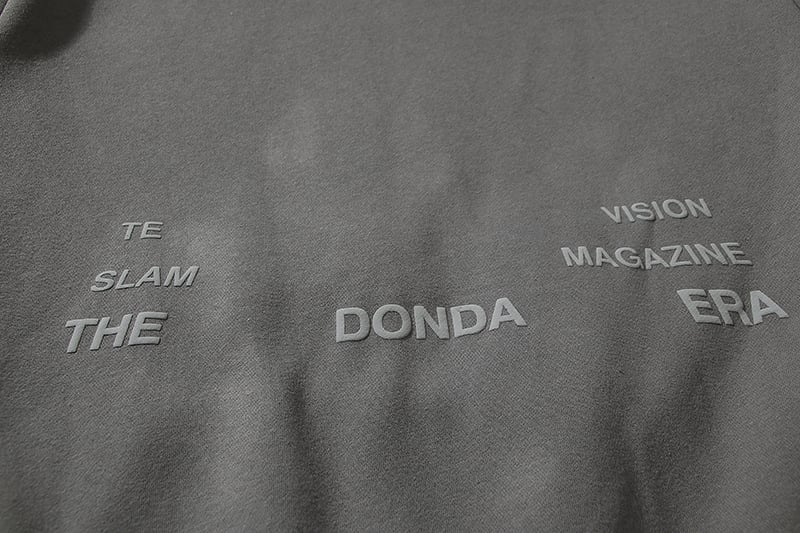 TE VISION
SLAM MAGAZINE
THE DONDA ERA